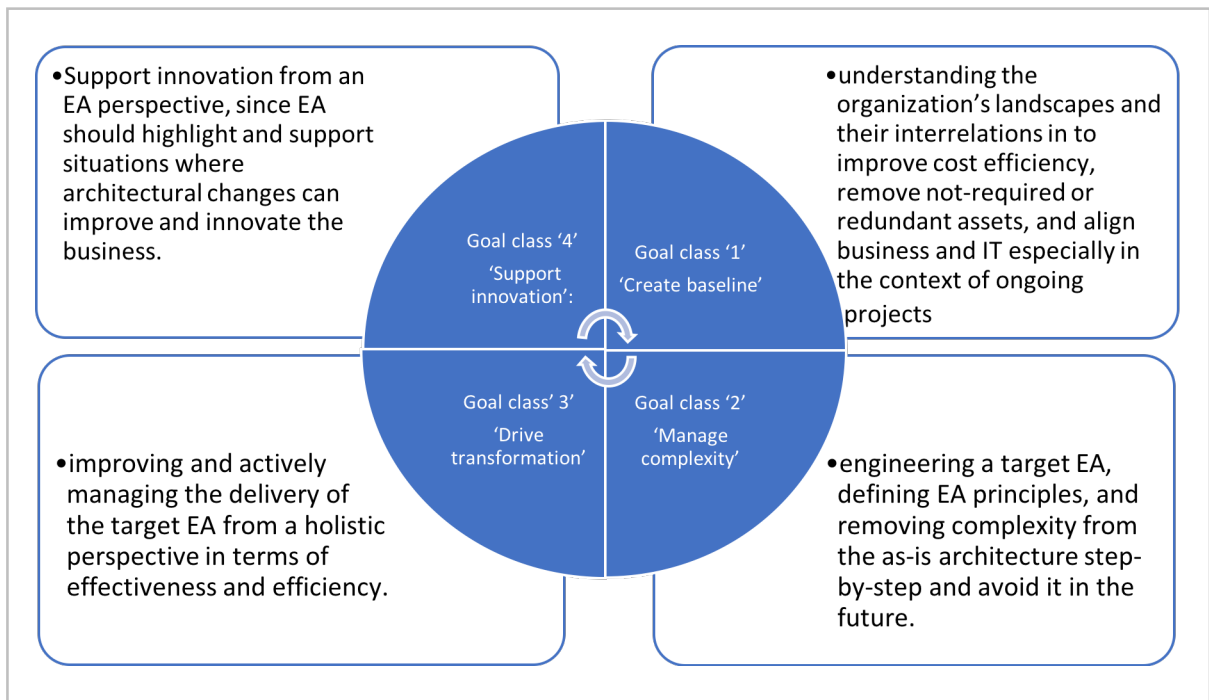 •Support innovation from an
EA perspective, since EA
should highlight and support
situations where
architectural changes can
improve and innovate the
business.
•understanding the
organization’s landscapes and
their interrelations in to
improve cost efficiency,
remove not-required or
redundant assets, and align
business and IT especially in
the context of ongoing
projects
Goal class ‘4’
‘Support
innovation’:
Goal class ‘1’
‘Create baseline’
Goal class’ 3’
‘Drive
transformation’
Goal class ‘2’
‘Manage
complexity’
•improving and actively
managing the delivery of
the target EA from a holistic
perspective in terms of
effectiveness and efficiency.
•engineering a target EA,
defining EA principles, and
removing complexity from
the as-is architecture step-
by-step and avoid it in the
future.